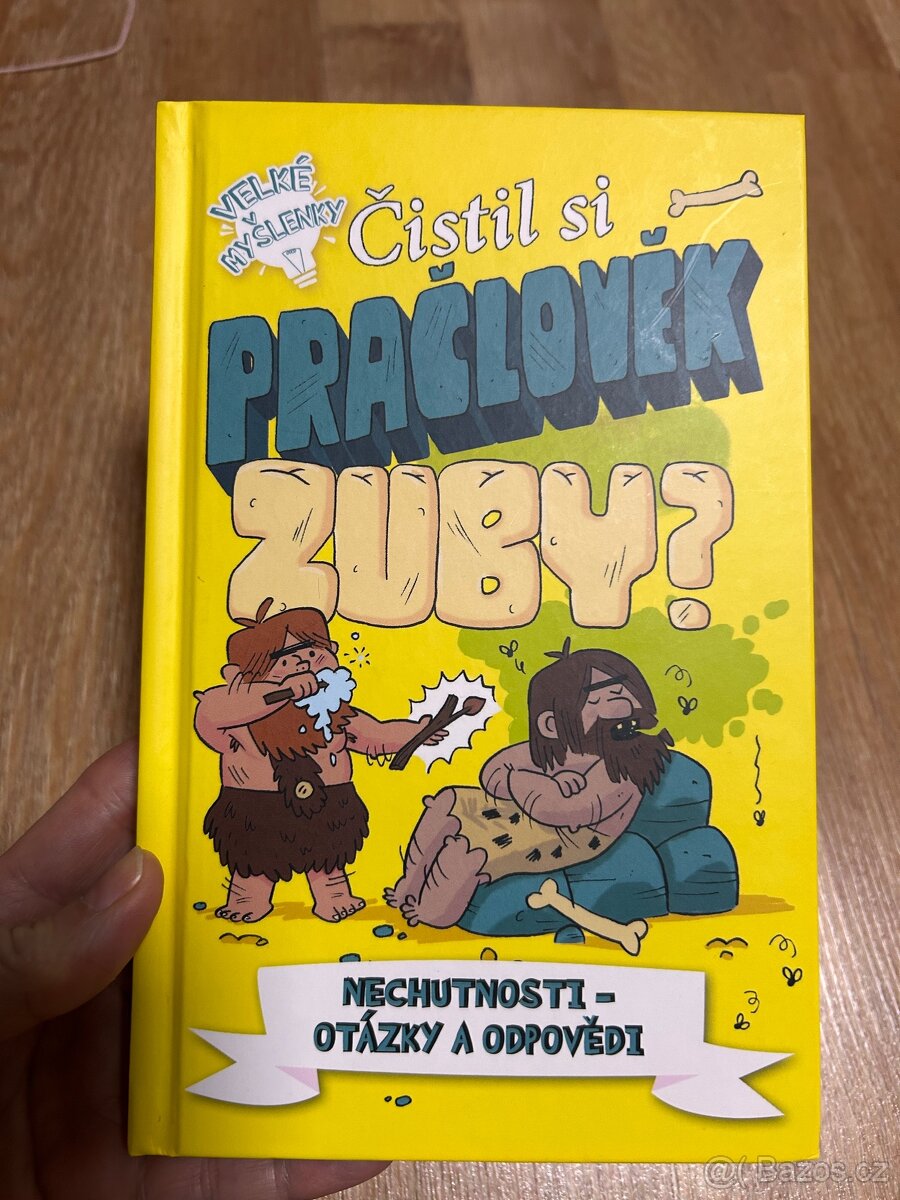 VELKÉ
MYŠLENKY
Čistil si
PRAČLOVĚK
ZUBY?
NECHUTNOSTI –
OTÁZKY A ODPOVĚDI
@( Bazos.cz